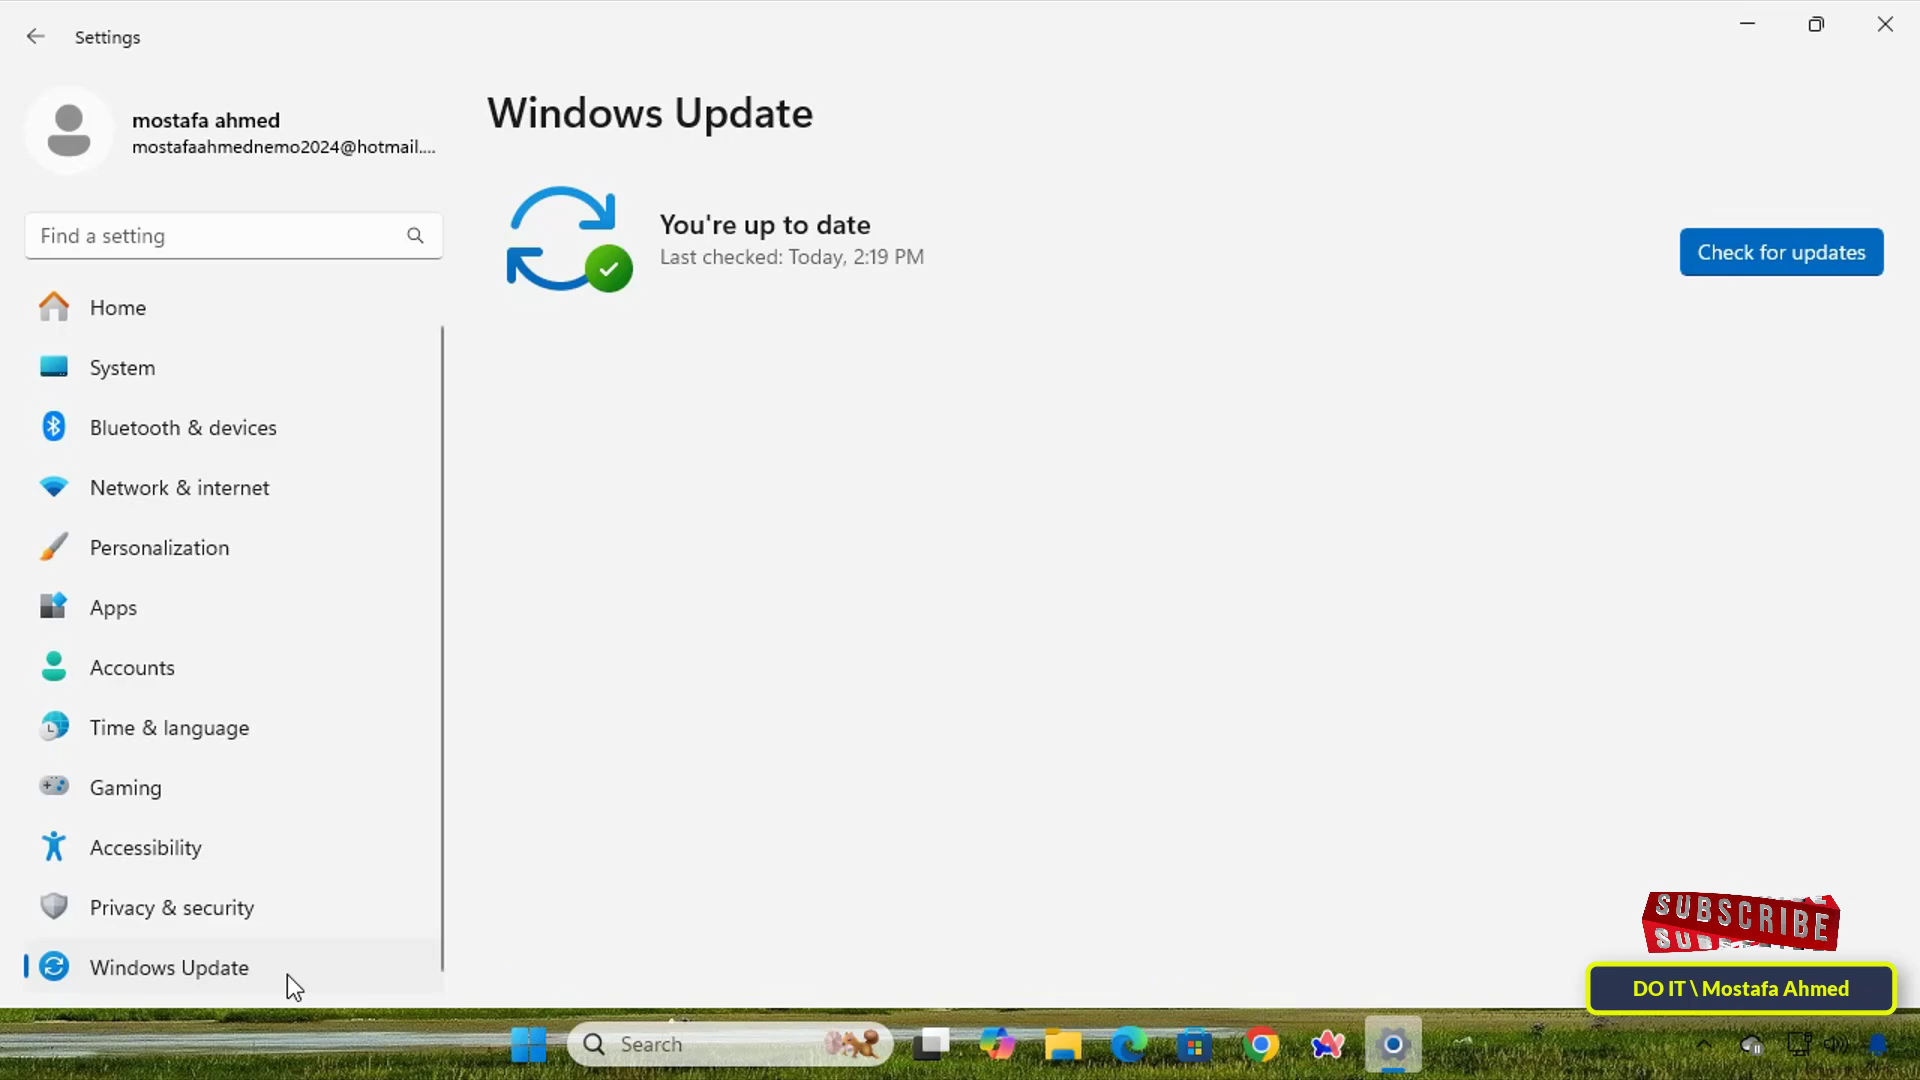 Settings
mostafa ahmed
mostafaahmednemo2024@hotmail....
Find a setting
Home
System
Bluetooth & devices
Network & internet
Personalization
Apps
Accounts
Time & language
Gaming
Accessibility
Privacy & security
Windows Update
Windows Update
You're up to date
Last checked: Today, 2:19 PM
Check for updates
SUBSCRIBE
DO IT \ Mostafa Ahmed
Search